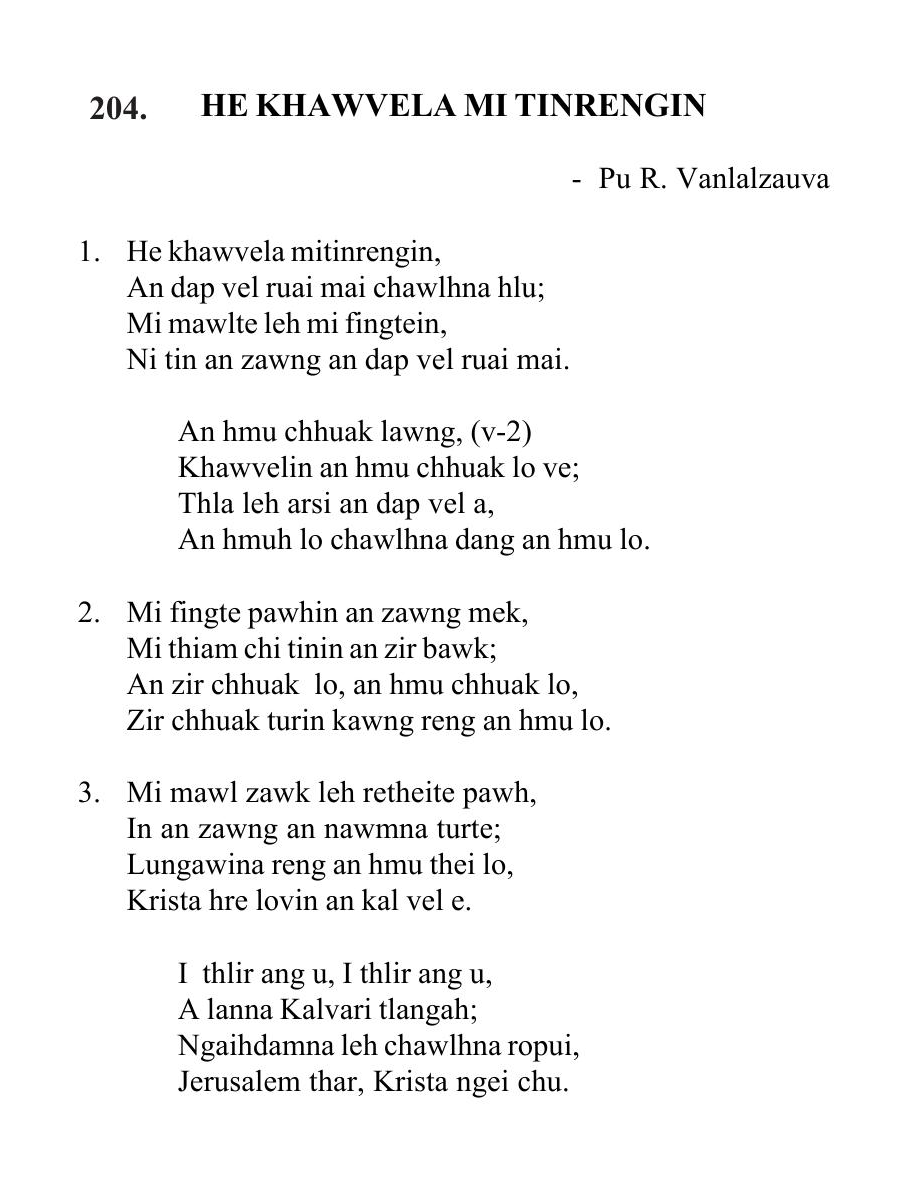 204. HE KHAWVELA MI TINRENGIN
- Pu R. Vanlalzauva
1. He khawvela mitinrengin,
An dap vel ruai mai chawlhna hlu;
Mi mawlte leh mi fingtein,
Ni tin an zawng an dap vel ruai mai.
An hmu chhuak lawng, (v-2)
Khawvelin an hmu chhuak lo ve;
Thla leh arsi an dap vel a,
An hmuh lo chawlhna dang an hmu lo.
2. Mi fingte pawhin an zawng mek,
Mi thiam chi tinin an zir bawk;
An zir chhuak lo, an hmu chhuak lo,
Zir chhuak turin kawng reng an hmu lo.
3. Mi mawl zawk leh retheite pawh,
In an zawng an nawmna turte;
Lungawina reng an hmu thei lo,
Krista hre lovin an kal vel e.
I thlir ang u, I thlir ang u,
A lanna Kalvari tlangah;
Ngaihdamna leh chawlhna ropui,
Jerusalem thar, Krista ngei chu.